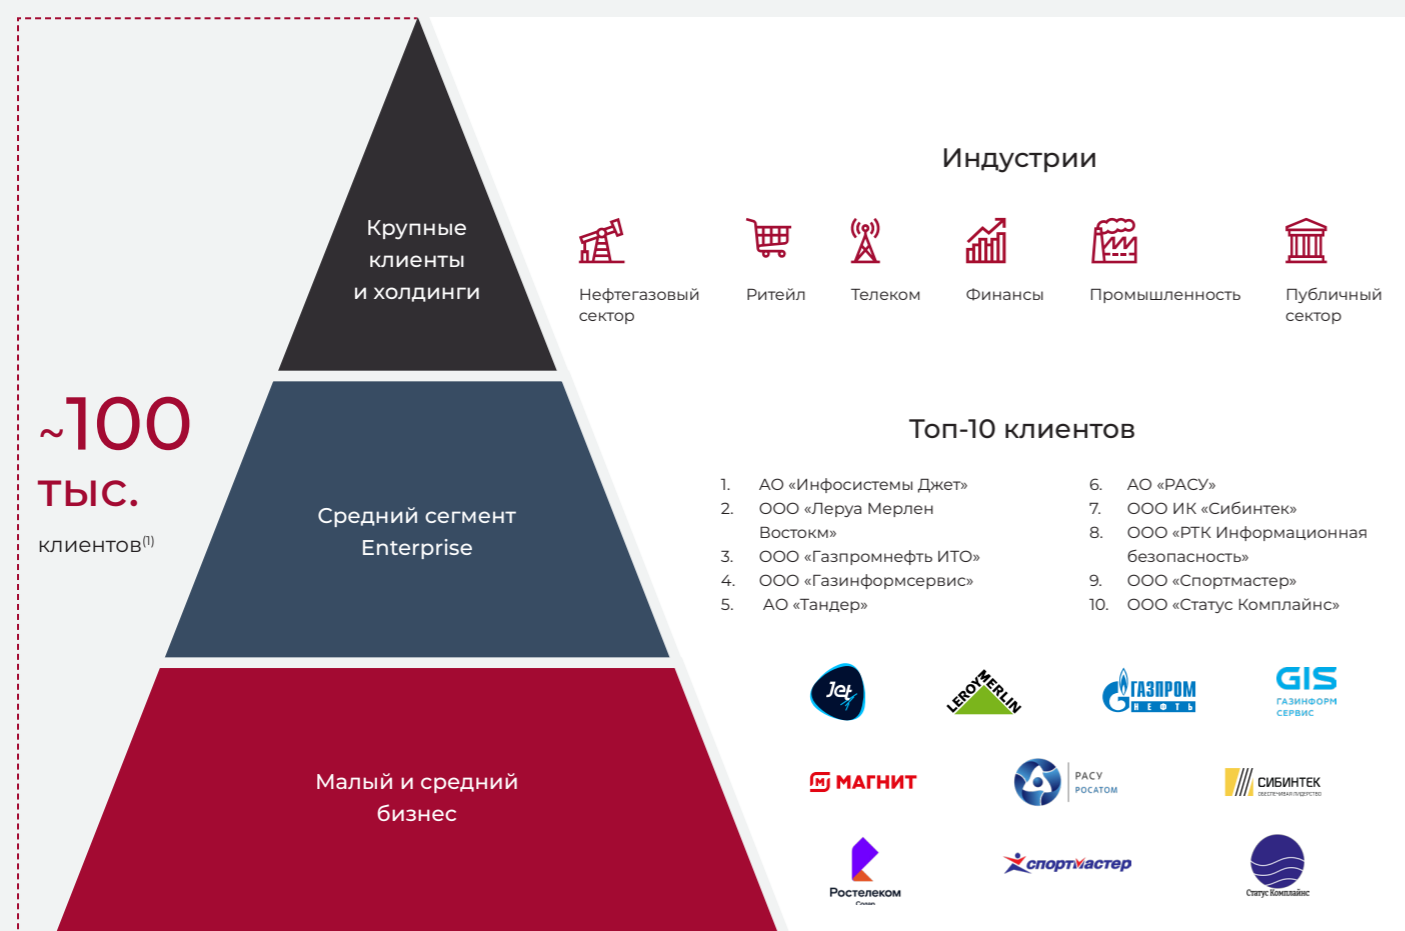 Крупные
клиенты
и холдинги
~100
тыс.
клиентов(1)
Средний сегмент
Enterprise
Малый и средний
бизнес
Индустрии
Нефтегазовый
сектор
Ритейл
Телеком
Финансы
Промышленность
Публичный
сектор
Топ-10 клиентов
1. АО «Инфосистемы Джет»
2. ООО «Леруа Мерлен
Востокм»
3. ООО «Газпромнефть ИТО»
4. ООО «Газинформсервис»
5. АО «Тандер»
6. АО «РАСУ»
7. ООО ИК «Сибинтек»
8. ООО «РТК Информационная
безопасность»
9. ООО «Спортмастер»
10. ООО «Статус Комплайнс»
Jet
LEROY MERLIN
ГАЗПРОМ
НЕФТЬ
GIS
ГАЗИНФОРМ
СЕРВИС
МАГНИТ
РАСУ
РОСАТОМ
СИБИНТЕК
ОБЕСПЕЧИВАЯ ЛИДЕРСТВО
Ростелеком
спортмастер
Статус Комплайнс